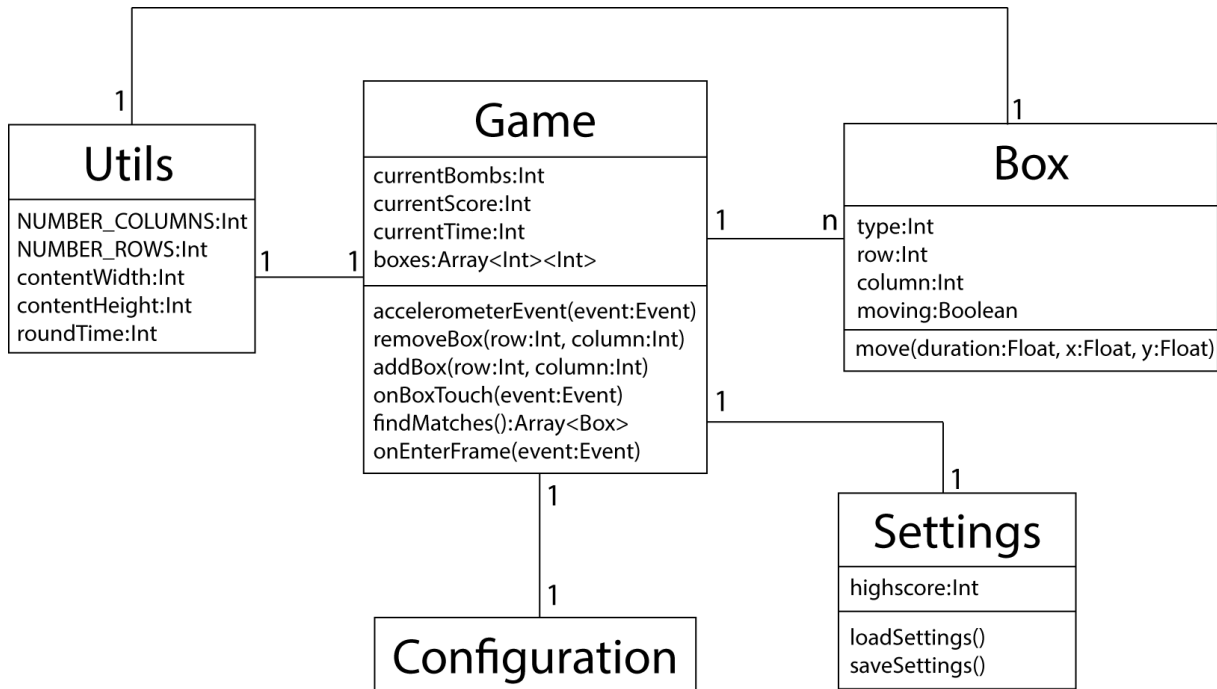 1
1
Utils
NUMBER_COLUMNS:Int
NUMBER_ROWS:Int
contentWidth:Int
contentHeight:Int
roundTime:Int
1
1
Game
currentBombs:Int
currentScore:Int
currentTime:Int
boxes:Array<Int><Int>
accelerometerEvent(event:Event)
removeBox(row:Int, column:Int)
addBox(row:Int, column:Int)
onBoxTouch(event:Event)
findMatches():Array<Box>
onEnterFrame(event:Event)
1
n
Box
type:Int
row:Int
column:Int
moving:Boolean
move(duration:Float, x:Float, y:Float)
1
1
Settings
highscore:Int
loadSettings()
saveSettings()
1
1
Configuration